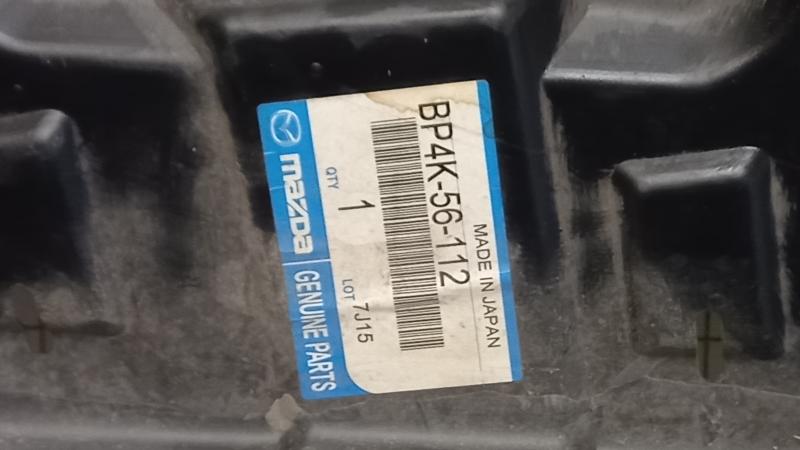 mazda GENUINE PARTS
QTY 1 LOT 7J15
BP4K-56-112
MADE IN JAPAN